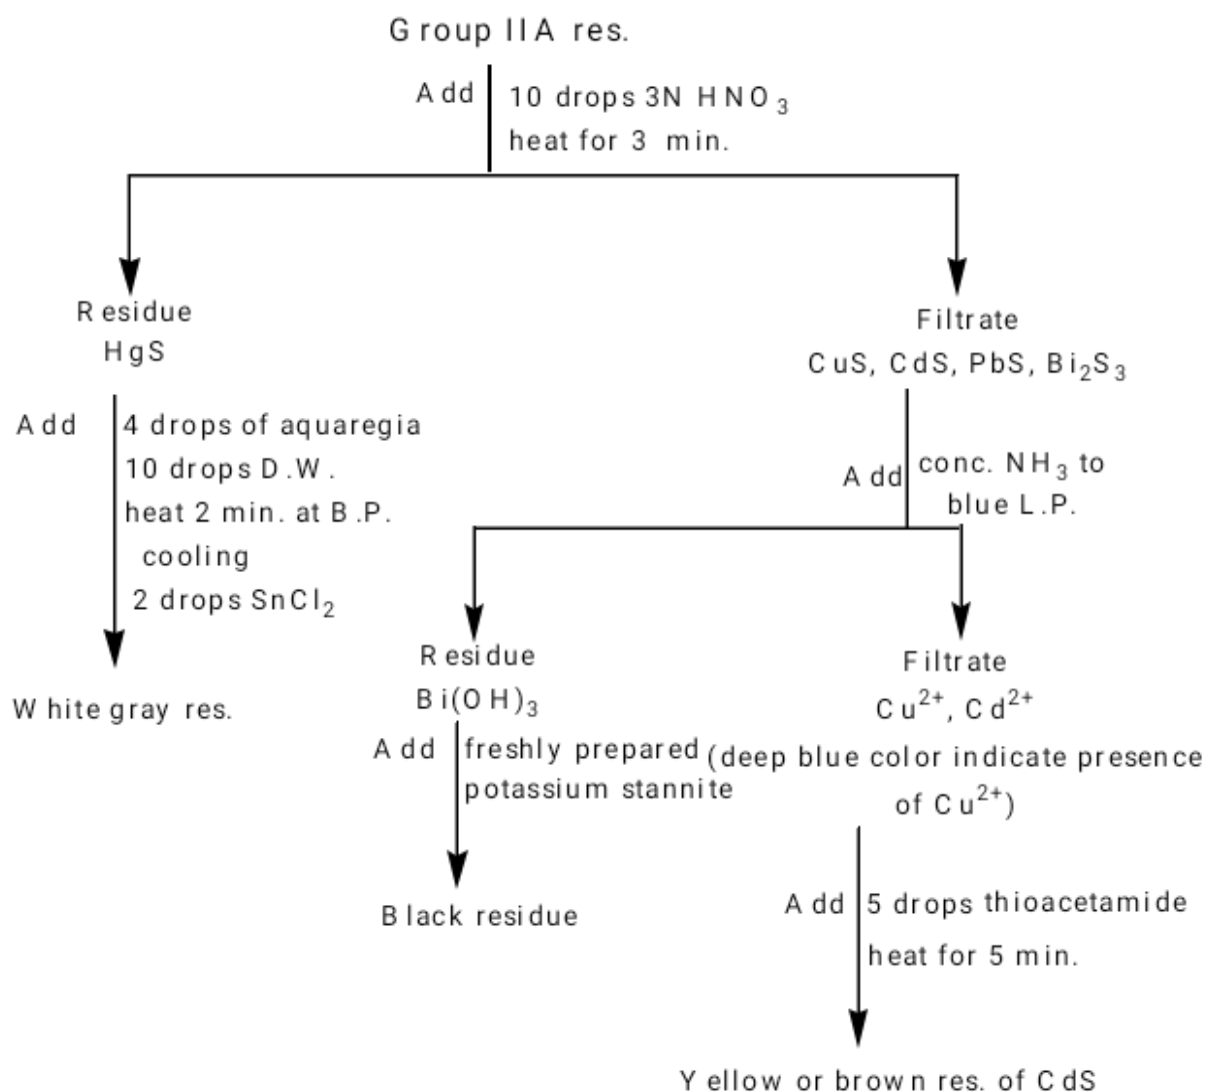 Group IIA res.
Add
10 drops 3N HNO3
heat for 3 min.
Residue
HgS
Filtrate
CuS, CdS, PbS, Bi2S3
Add
4 drops of aquaregia
10 drops D.W.
heat 2 min. at B.P.
cooling
2 drops SnCl2
White gray res.
Add
conc. NH3 to
blue L.P.
Residue
Bi(OH)3
Add
freshly prepared
potassium stannite
Black residue
Filtrate
Cu2+, Cd2+
(deep blue color indicate presence
of Cu2+)
Add
5 drops thioacetamide
heat for 5 min.
Yellow or brown res. of CdS